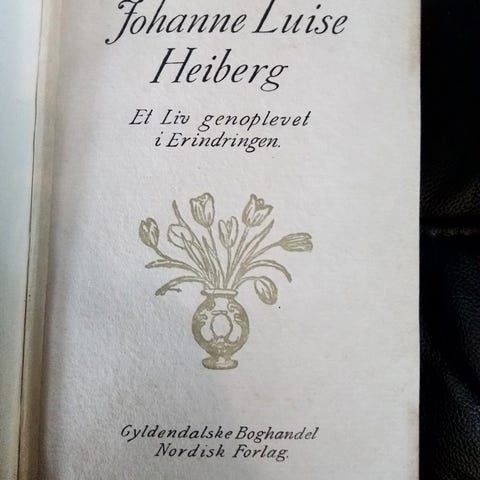 Johanne Luise
Heiberg
Et Liv genoplevet
i Erindringen.
Gyldendalske Boghandel
Nordisk Forlag.